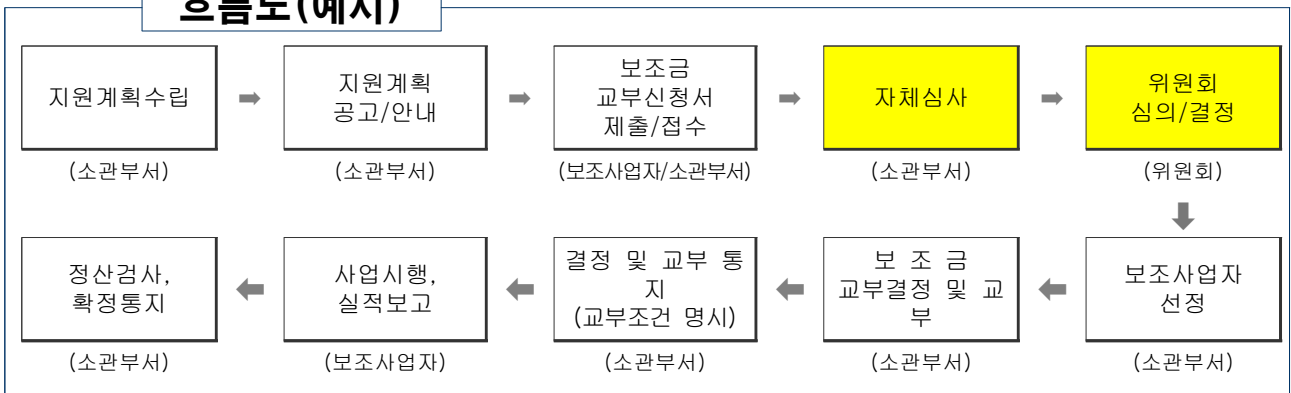 흐름도(예시)
지원계획수립
(소관부서)
지원계획
공고/안내
(소관부서)
보조금
교부신청서
제출/접수
(보조사업자/소관부서)
자체심사
(소관부서)
위원회
심의/결정
(위원회)
보조사업자
선정
(소관부서)
보 조 금
교부결정 및 교
부
(소관부서)
결정 및 교부 통
지
(교부조건 명시)
(소관부서)
사업시행,
실적보고
(보조사업자)
정산검사,
확정통지
(소관부서)